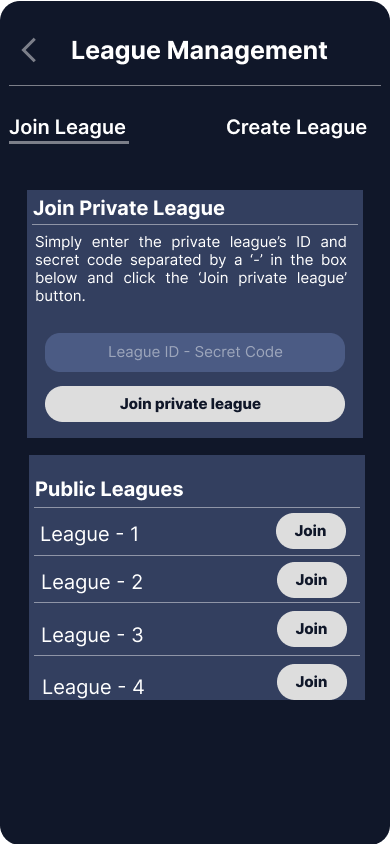 League Management
Join League
Create League
Join Private League
Simply enter the private league’s ID and
secret code separated by a ‘-’ in the box
below and click the ‘Join private league’
button.
League ID - Secret Code
Join private league
Public Leagues
League - 1
Join
League - 2
Join
League - 3
Join
League - 4
Join